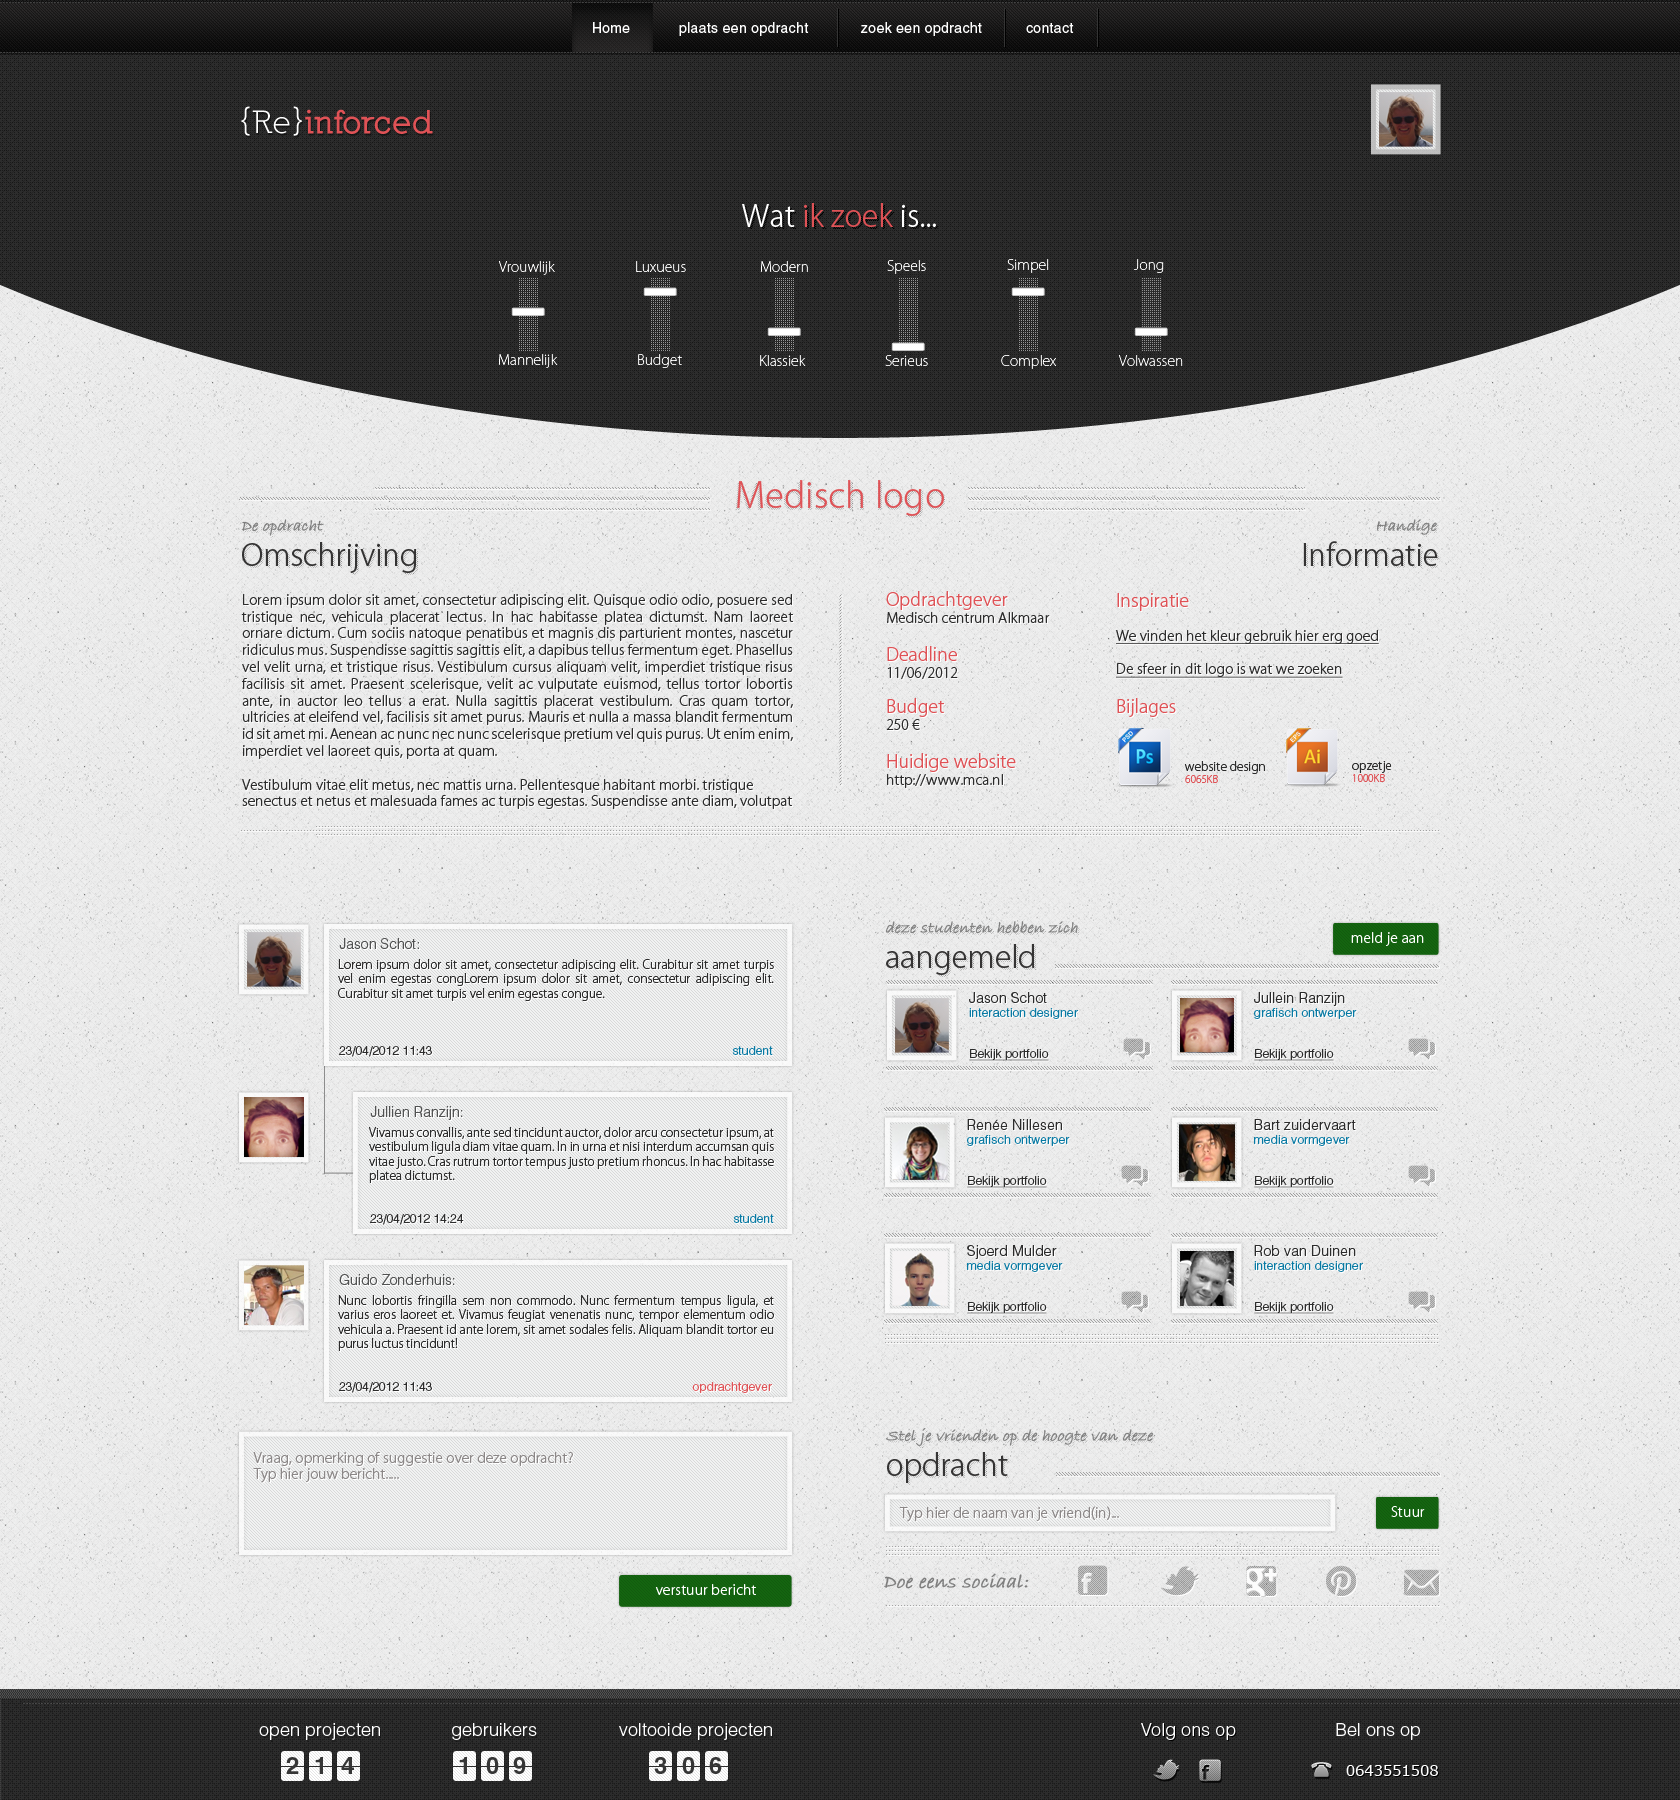 Home
plaats een opdracht
zoek een opdracht
contact
{Re}inforced
Wat ik zoek is...
Vrouwlijk
Luxueus
Modern
Speels
Simpel
Jong
Mannelijk
Budget
Klassiek
Serieus
Complex
Volwassen
Medisch logo
De opdracht
Omschrijving
Handige
Informatie
Lorem ipsum dolor sit amet, consectetur adipiscing elit. Quisque odio odio, posuere sed
tristique nec, vehicula placerat lectus. In hac habitasse platea dictumst. Nam laoreet
ornare dictum. Cum sociis natoque penatibus et magnis dis parturient montes, nascetur
ridiculus mus. Suspendisse sagittis sagittis elit, a dapibus tellus fermentum eget. Phasellus
vel velit urna, et tristique risus. Vestibulum cursus aliquam velit, imperdiet tristique risus
facilisis sit amet. Praesent scelerisque, velit ac vulputate euismod, tellus tortor lobortis
ante, in auctor leo tellus a erat. Nulla sagittis placerat vestibulum. Cras quam tortor,
ultricies at eleifend vel, facilisis sit amet purus. Mauris et nulla a massa blandit fermentum
id sit amet mi. Aenean ac nunc nec nunc scelerisque pretium vel quis purus. Ut enim enim,
imperdiet vel laoreet quis, porta at quam.
Vestibulum vitae elit metus, nec mattis urna. Pellentesque habitant morbi. tristique
senectus et netus et malesuada fames ac turpis egestas. Suspendisse ante diam, volutpat
Opdrachtgever
Medisch centrum Alkmaar
Deadline
11/06/2012
Budget
250 €
Huidige website
http://www.mca.nl
Inspiratie
We vinden het kleur gebruik hier erg goed
De sfeer in dit logo is wat we zoeken
Bijlages
PSD
Ps
website design
6065KB
EPS
Ai
opzetje
1000KB
Jason Schot:
Lorem ipsum dolor sit amet, consectetur adipiscing elit. Curabitur sit amet turpis
vel enim egestas congLorem ipsum dolor sit amet, consectetur adipiscing elit.
Curabitur sit amet turpis vel enim egestas congue.
23/04/2012 11:43
student
Jullien Ranzijn:
Vivamus convallis, ante sed tincidunt auctor, dolor arcu consectetur ipsum, at
vestibulum ligula diam vitae quam. In in urna et nisi interdum accumsan quis
vitae justo. Cras rutrum tortor tempus justo pretium rhoncus. In hac habitasse
platea dictumst.
23/04/2012 14:24
student
Guido Zonderhuis:
Nunc lobortis fringilla sem non commodo. Nunc fermentum tempus ligula, et
varius eros laoreet et. Vivamus feugiat venenatis nunc, tempor elementum odio
vehicula a. Praesent id ante lorem, sit amet sodales felis. Aliquam blandit tortor eu
purus luctus tincidunt!
23/04/2012 11:43
opdrachtgever
Vraag, opmerking of suggestie over deze opdracht?
Typ hier jouw bericht.....
verstuur bericht
deze studenten hebben zich
aangemeld
meld je aan
Jason Schot
interaction designer
Bekijk portfolio
Jullein Ranzijn
grafisch ontwerper
Bekijk portfolio
Renée Nillesen
grafisch ontwerper
Bekijk portfolio
Bart zuidervaart
media vormgever
Bekijk portfolio
Sjoerd Mulder
media vormgever
Bekijk portfolio
Rob van Duinen
interaction designer
Bekijk portfolio
Stel je vrienden op de hoogte van deze
opdracht
Typ hier de naam van je vriend(in)...
Stuur
Doe eens sociaal:
open projecten
gebruikers
voltooide projecten
Volg ons op
Bel ons op
214
109
306
0643551508